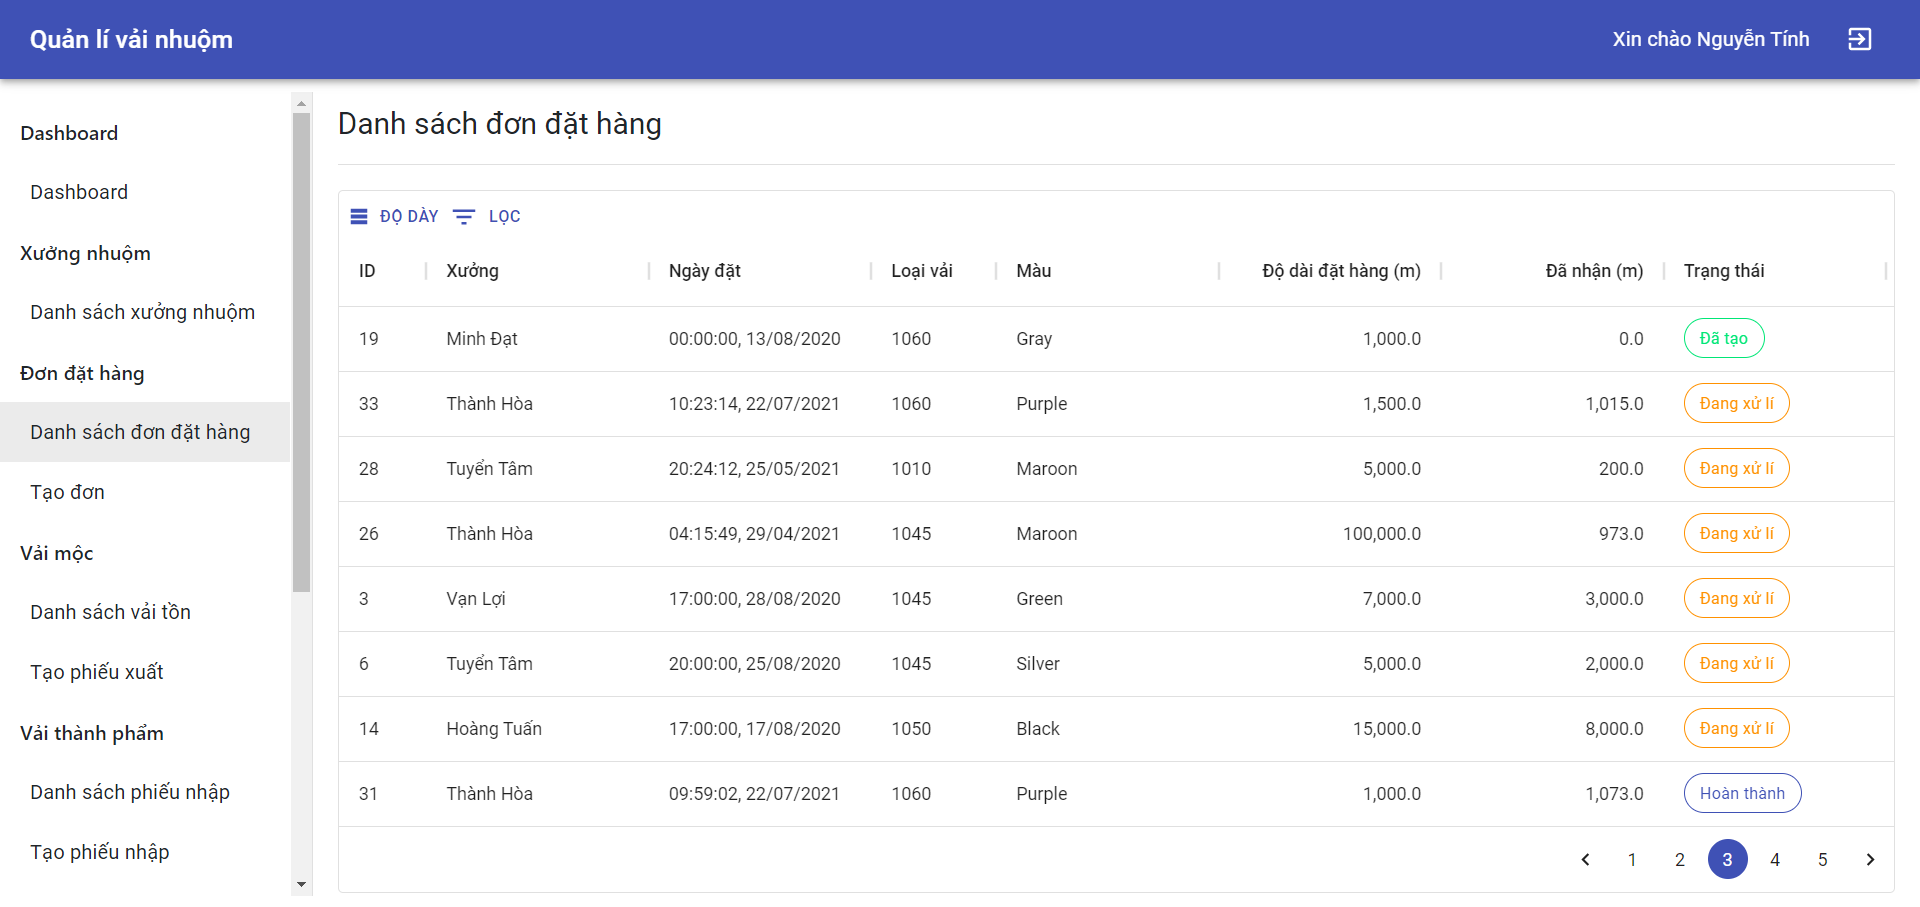 Quản lí vải nhuộm
Xin chào Nguyễn Tính
Dashboard
Dashboard
Xưởng nhuộm
Danh sách xưởng nhuộm
Đơn đặt hàng
Danh sách đơn đặt hàng
Tạo đơn
Vải mộc
Danh sách vải tồn
Tạo phiếu xuất
Vải thành phẩm
Danh sách phiếu nhập
Tạo phiếu nhập
Danh sách đơn đặt hàng
ĐỘ DÀY LỌC
ID Xưởng Ngày đặt Loại vải Màu Độ dài đặt hàng (m) Đã nhận (m) Trạng thái
19 Minh Đạt 00:00:00, 13/08/2020 1060 Gray 1,000.0 0.0 Đã tạo
33 Thành Hòa 10:23:14, 22/07/2021 1060 Purple 1,500.0 1,015.0 Đang xử lí
28 Tuyển Tâm 20:24:12, 25/05/2021 1010 Maroon 5,000.0 200.0 Đang xử lí
26 Thành Hòa 04:15:49, 29/04/2021 1045 Maroon 100,000.0 973.0 Đang xử lí
3 Vạn Lợi 17:00:00, 28/08/2020 1045 Green 7,000.0 3,000.0 Đang xử lí
6 Tuyển Tâm 20:00:00, 25/08/2020 1045 Silver 5,000.0 2,000.0 Đang xử lí
14 Hoàng Tuấn 17:00:00, 17/08/2020 1050 Black 15,000.0 8,000.0 Đang xử lí
31 Thành Hòa 09:59:02, 22/07/2021 1060 Purple 1,000.0 1,073.0 Hoàn thành
1 2 3 4 5